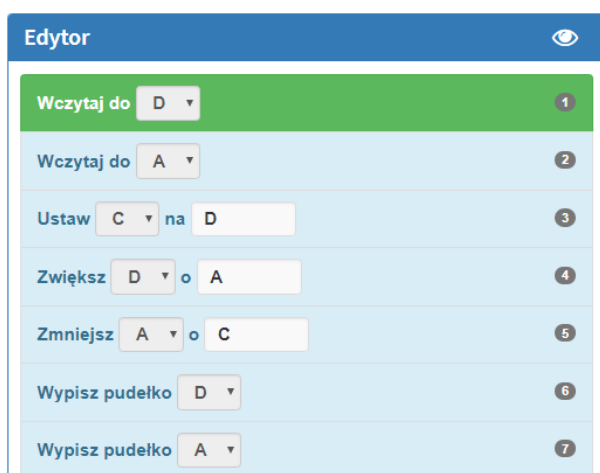 Edytor
Wczytaj do D 1
Wczytaj do A 2
Ustaw C na D 3
Zwiększ D o A 4
Zmniejsz A o C 5
Wypisz pudełko D 6
Wypisz pudełko A 7